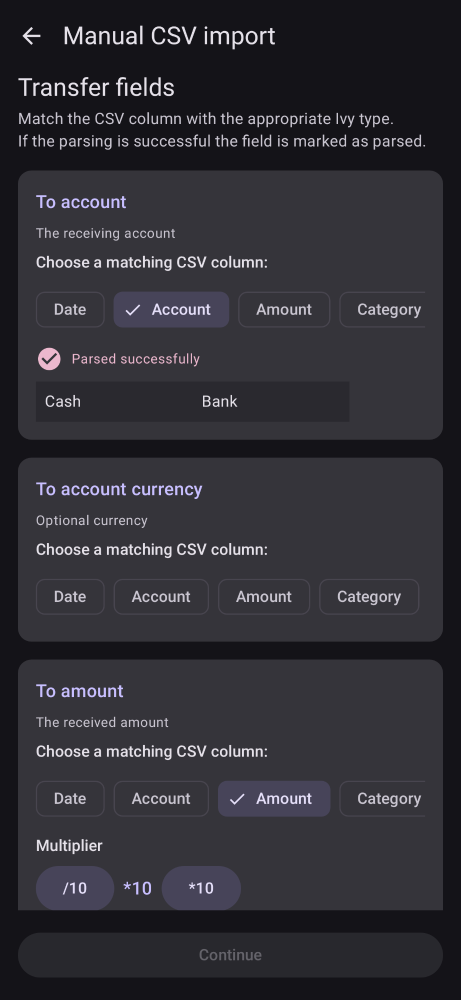 Manual CSV import
Transfer fields
Match the CSV column with the appropriate Ivy type.
If the parsing is successful the field is marked as parsed.
To account
The receiving account
Choose a matching CSV column:
Date Account Amount Category
Parsed successfully
Cash Bank
To account currency
Optional currency
Choose a matching CSV column:
Date Account Amount Category
To amount
The received amount
Choose a matching CSV column:
Date Account Amount Category
Multiplier
/10 *10 *10
Continue